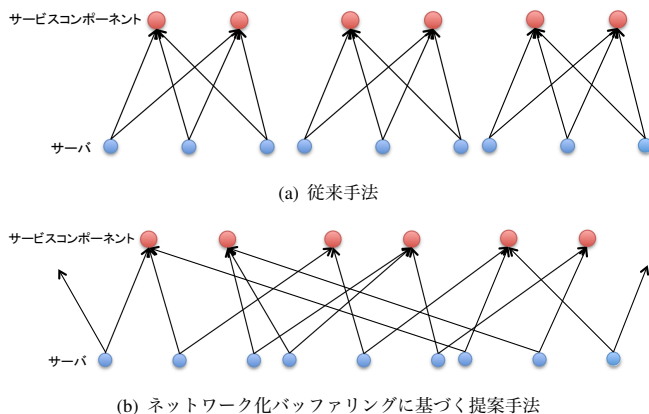 サービスコンポーネント
サーバ
(a) 従来手法
サービスコンポーネント
サーバ
(b) ネットワーク化バッファリングに基づく提案手法